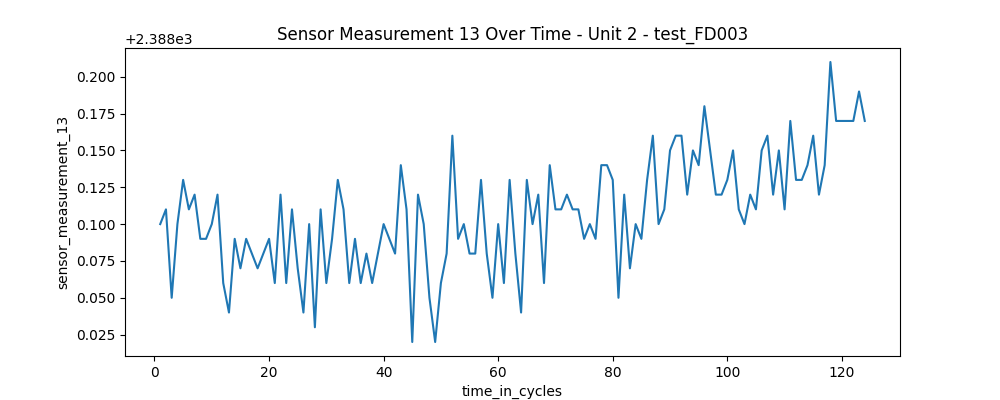 Sensor Measurement 13 Over Time - Unit 2 - test_FD003
+2.388e3
0.200
0.175
0.150
0.125
0.100
0.075
0.050
0.025
sensor_measurement_13
0 20 40 60 80 100 120
time_in_cycles